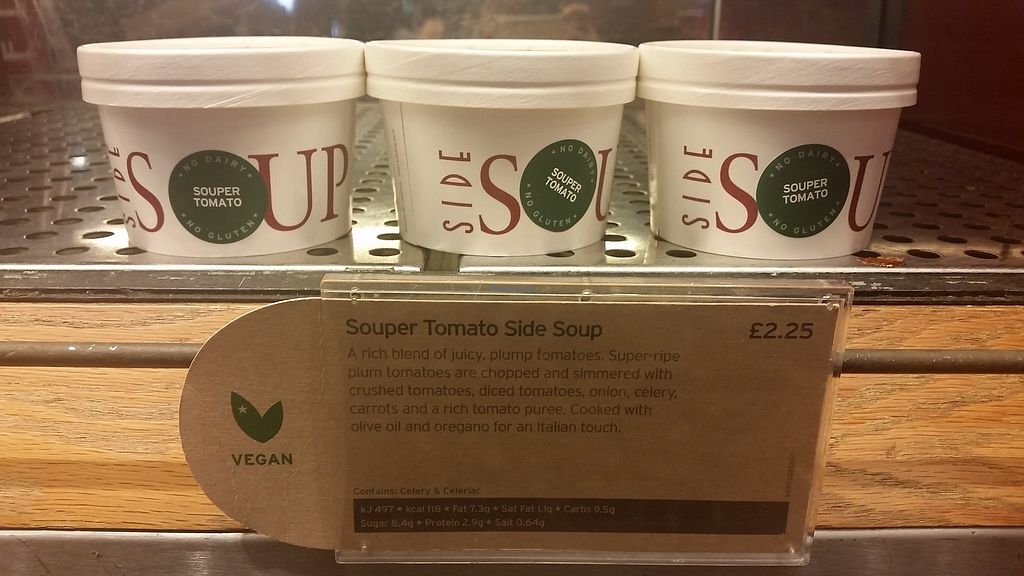 SIDE SOUP
NO DAIRY
SOUPER
TOMATO
NO GLUTEN
SIDE SOU
NO DAIRY
SOUPER
TOMATO
NO GLUTEN
SIDE SOU
NO DAIRY
SOUPER
TOMATO
NO GLUTEN
Souper Tomato Side Soup £2.25
A rich blend of juicy, plump tomatoes. Super-ripe
plum tomatoes are chopped and simmered with
crushed tomatoes, diced tomatoes, onion, celery,
carrots and a rich tomato puree. Cooked with
olive oil and oregano for an Italian touch.
VEGAN
Contains: Celery & Celeriac
kJ 497 * kcal 118 * Fat 7.3g * Sat Fat 1.1g * Carbs 9.5g
Sugar 8.4g * Protein 2.9g * Salt 0.64g